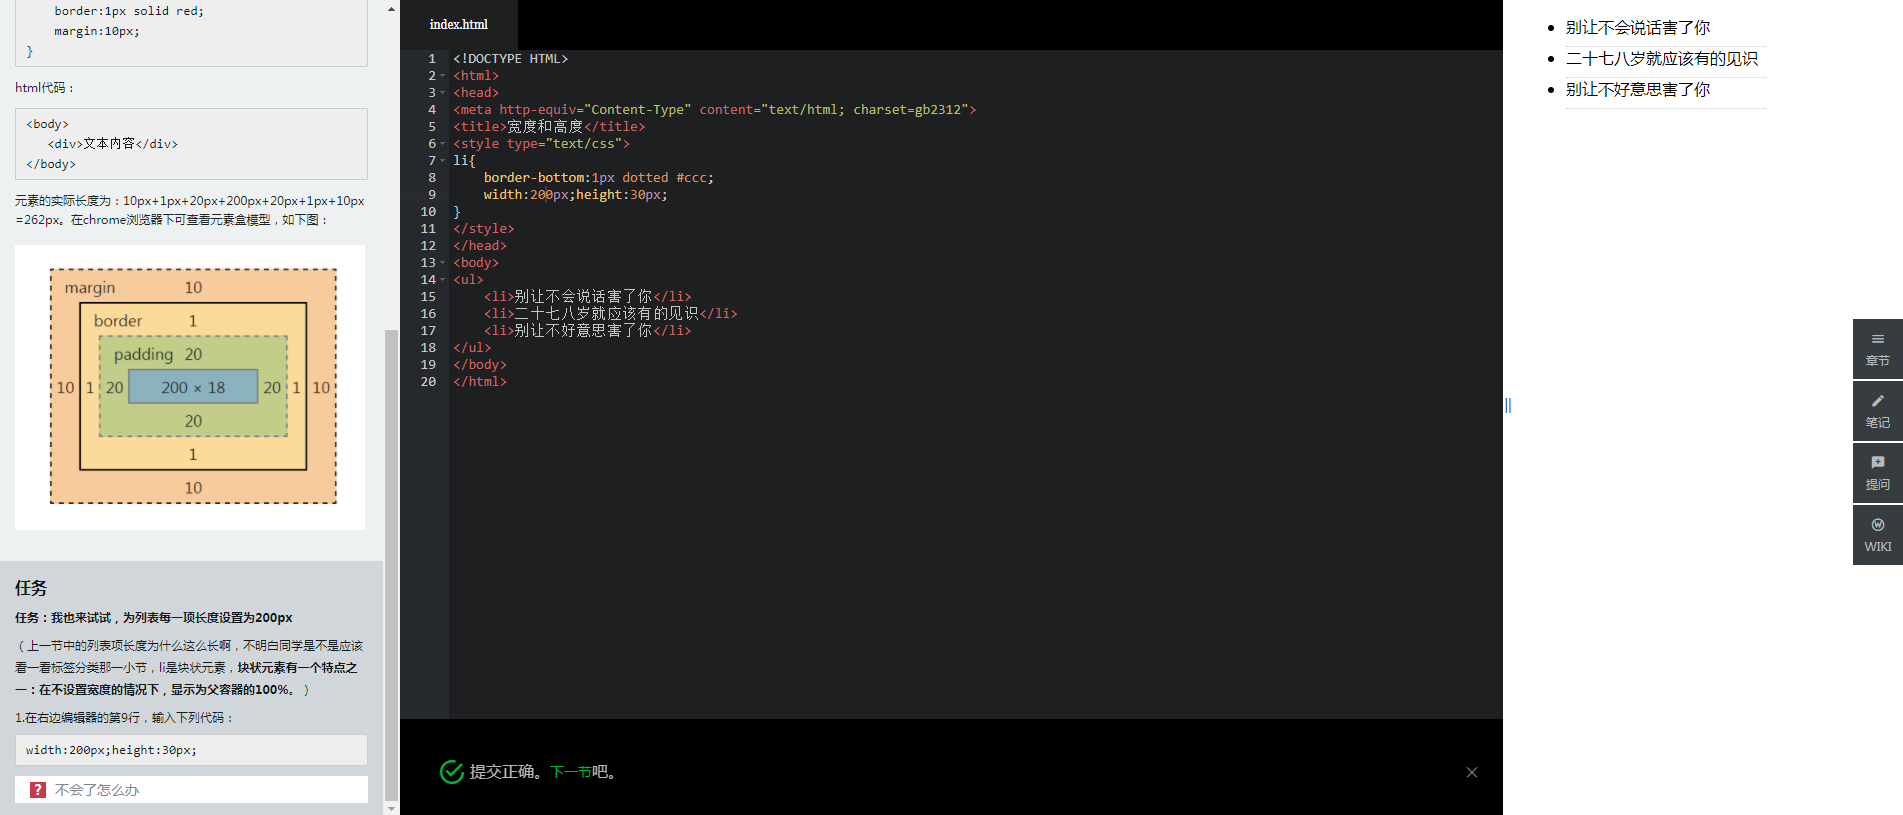 border:1px solid red;
margin:10px;
}
html代码：
<body>
<div>文本内容</div>
</body>
元素的实际长度为：10px+1px+20px+200px+20px+1px+10px
=262px。在chrome浏览器下可查看元素盒模型，如下图：
margin 10
border 1
padding 20
10 1 20 200 × 18 20 1 10
20
1
10
任务
任务：我也来试试，为列表每一项长度设置为200px
（上一节中的列表项长度为什么这么长啊，不明白同学是不是应该
看一看标签分类那一小节，li是块状元素，块状元素有一个特点之
一：在不设置宽度的情况下，显示为父容器的100%。）
1.在右边编辑器的第9行，输入下列代码：
width:200px;height:30px;
? 不会了怎么办
index.html
1 <!DOCTYPE HTML>
2 <html>
3 <head>
4 <meta http-equiv="Content-Type" content="text/html; charset=gb2312">
5 <title>宽度和高度</title>
6 <style type="text/css">
7 li{
8 border-bottom:1px dotted #ccc;
9 width:200px;height:30px;
10 }
11 </style>
12 </head>
13 <body>
14 <ul>
15 <li>别让不会说话害了你</li>
16 <li>二十七八岁就应该有的见识</li>
17 <li>别让不好意思害了你</li>
18 </ul>
19 </body>
20 </html>
提交正确。下一节吧。
别让不会说话害了你
二十七八岁就应该有的见识
别让不好意思害了你
章节
笔记
提问
WIKI